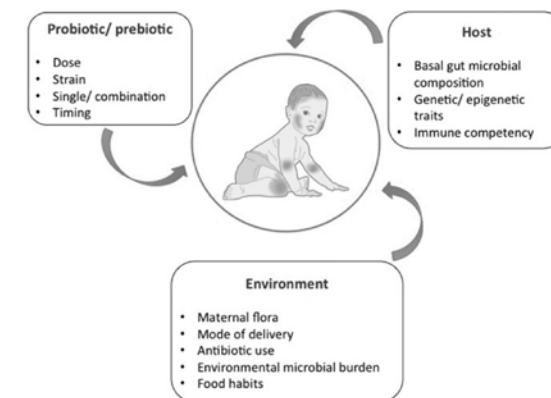 Probiotic/ prebiotic
• Dose
• Strain
• Single/ combination
• Timing
Host
• Basal gut microbial
composition
• Genetic/ epigenetic
traits
• Immune competency
Environment
• Maternal flora
• Mode of delivery
• Antibiotic use
• Environmental microbial burden
• Food habits